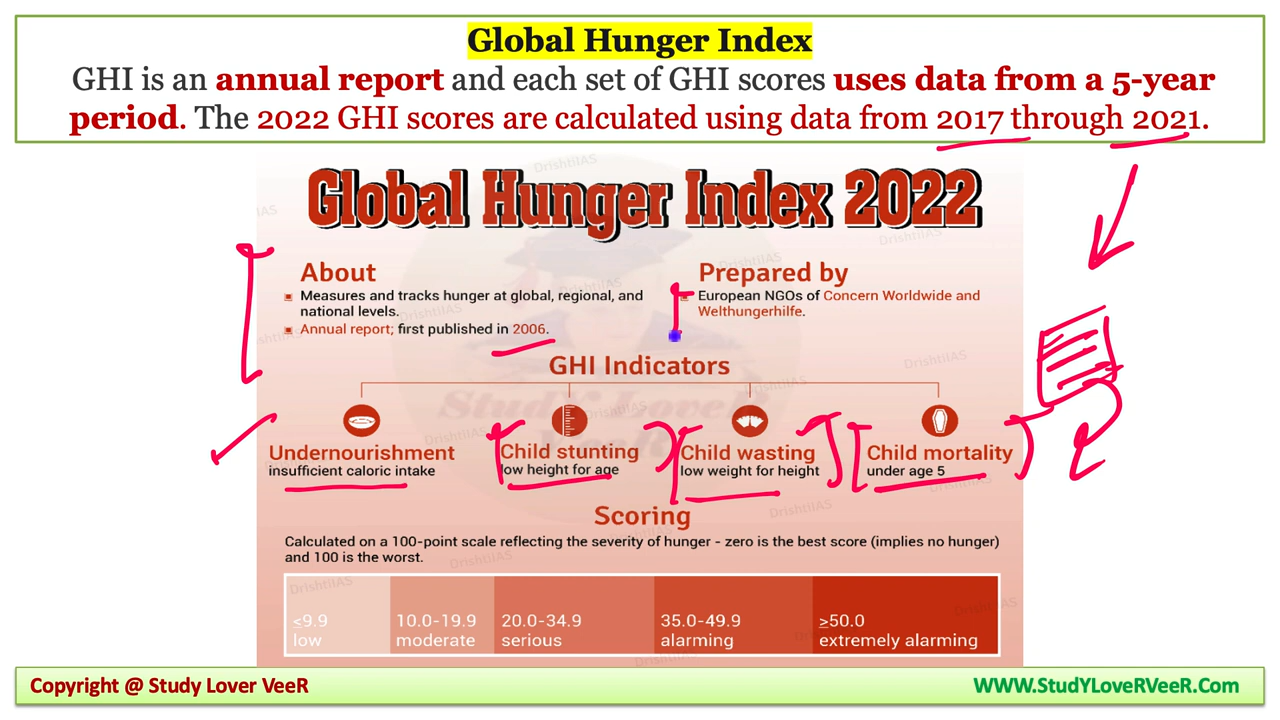 Global Hunger Index
GHI is an annual report and each set of GHI scores uses data from a 5-year
period. The 2022 GHI scores are calculated using data from 2017 through 2021.
Global Hunger Index 2022
About
Measures and tracks hunger at global, regional, and
national levels.
Annual report; first published in 2006.
Prepared by
European NGOs of Concern Worldwide and
Welthungerhilfe.
GHI Indicators
Undernourishment
insufficient caloric intake
Child stunting
low height for age
Child wasting
low weight for height
Child mortality
under age 5
Scoring
Calculated on a 100-point scale reflecting the severity of hunger - zero is the best score (implies no hunger)
and 100 is the worst.
≤9.9
low
10.0-19.9
moderate
20.0-34.9
serious
35.0-49.9
alarming
≥50.0
extremely alarming
StudY LoveR
VeeR
DrishtiIAS
Copyright @ Study Lover VeeR
WWW.StudYLoveRVeeR.Com